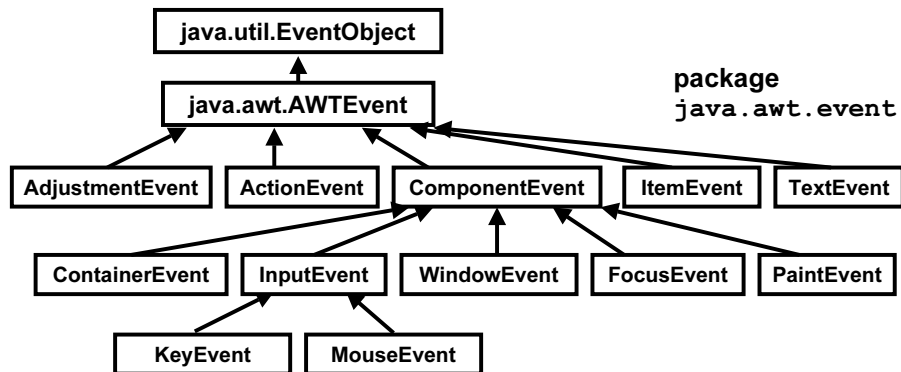 java.util.EventObject
java.awt.AWTEvent
package
java.awt.event
AdjustmentEvent
ActionEvent
ComponentEvent
ItemEvent
TextEvent
ContainerEvent
InputEvent
WindowEvent
FocusEvent
PaintEvent
KeyEvent
MouseEvent